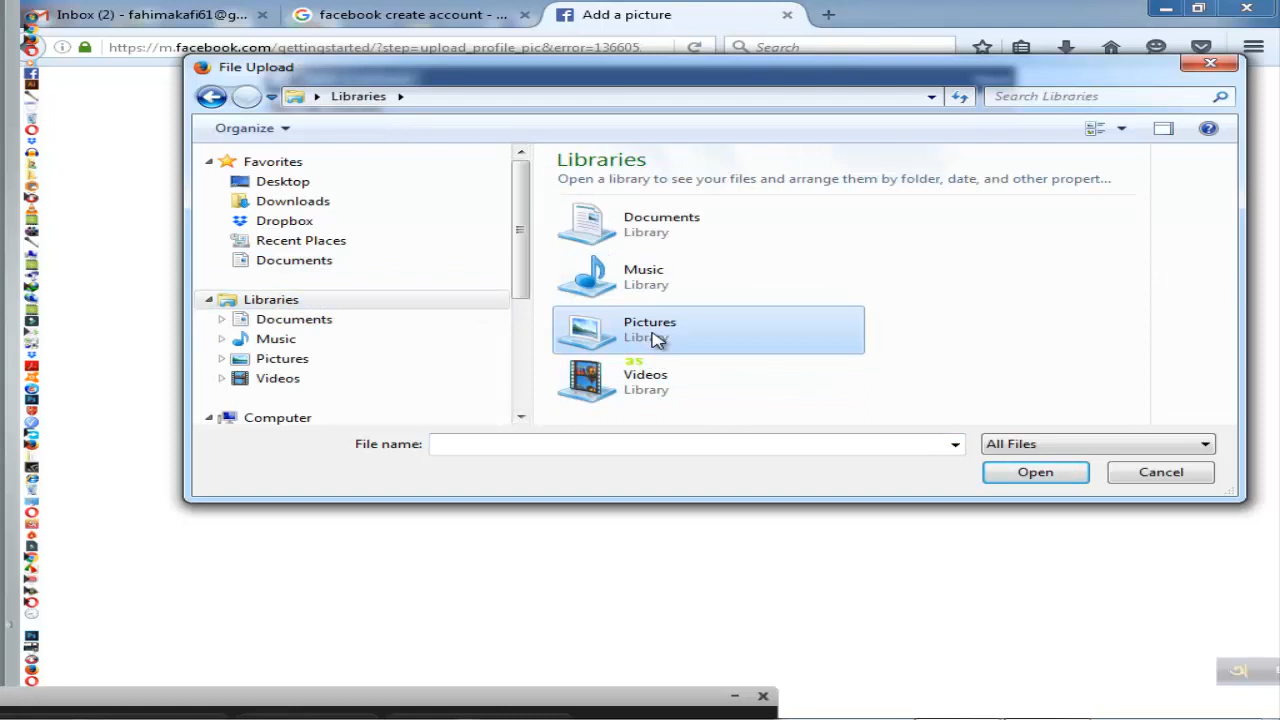 Inbox (2) - fahimakafi61@g...
facebook create account - ...
Add a picture
https://m.facebook.com/gettingstarted/?step=upload_profile_pic&error=136605.
Search
File Upload
Libraries
Search Libraries
Organize
Favorites
Desktop
Downloads
Dropbox
Recent Places
Documents
Libraries
Documents
Music
Pictures
Videos
Computer
Libraries
Open a library to see your files and arrange them by folder, date, and other propert...
Documents
Library
Music
Library
Pictures
Library
as
Videos
Library
File name:
All Files
Open
Cancel